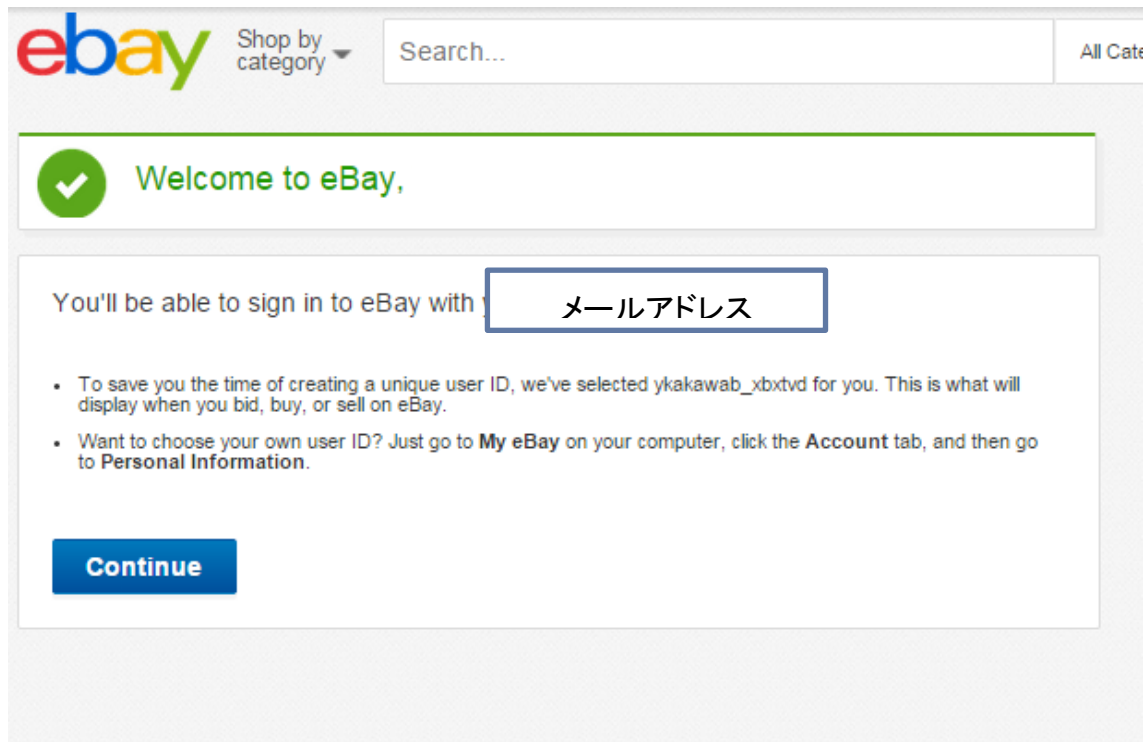 ebay
Shop by
category
Search...
All Cate
Welcome to eBay,
You'll be able to sign in to eBay with
メールアドレス
To save you the time of creating a unique user ID, we've selected ykakawab_xbxtvd for you. This is what will
display when you bid, buy, or sell on eBay.
Want to choose your own user ID? Just go to My eBay on your computer, click the Account tab, and then go
to Personal Information.
Continue